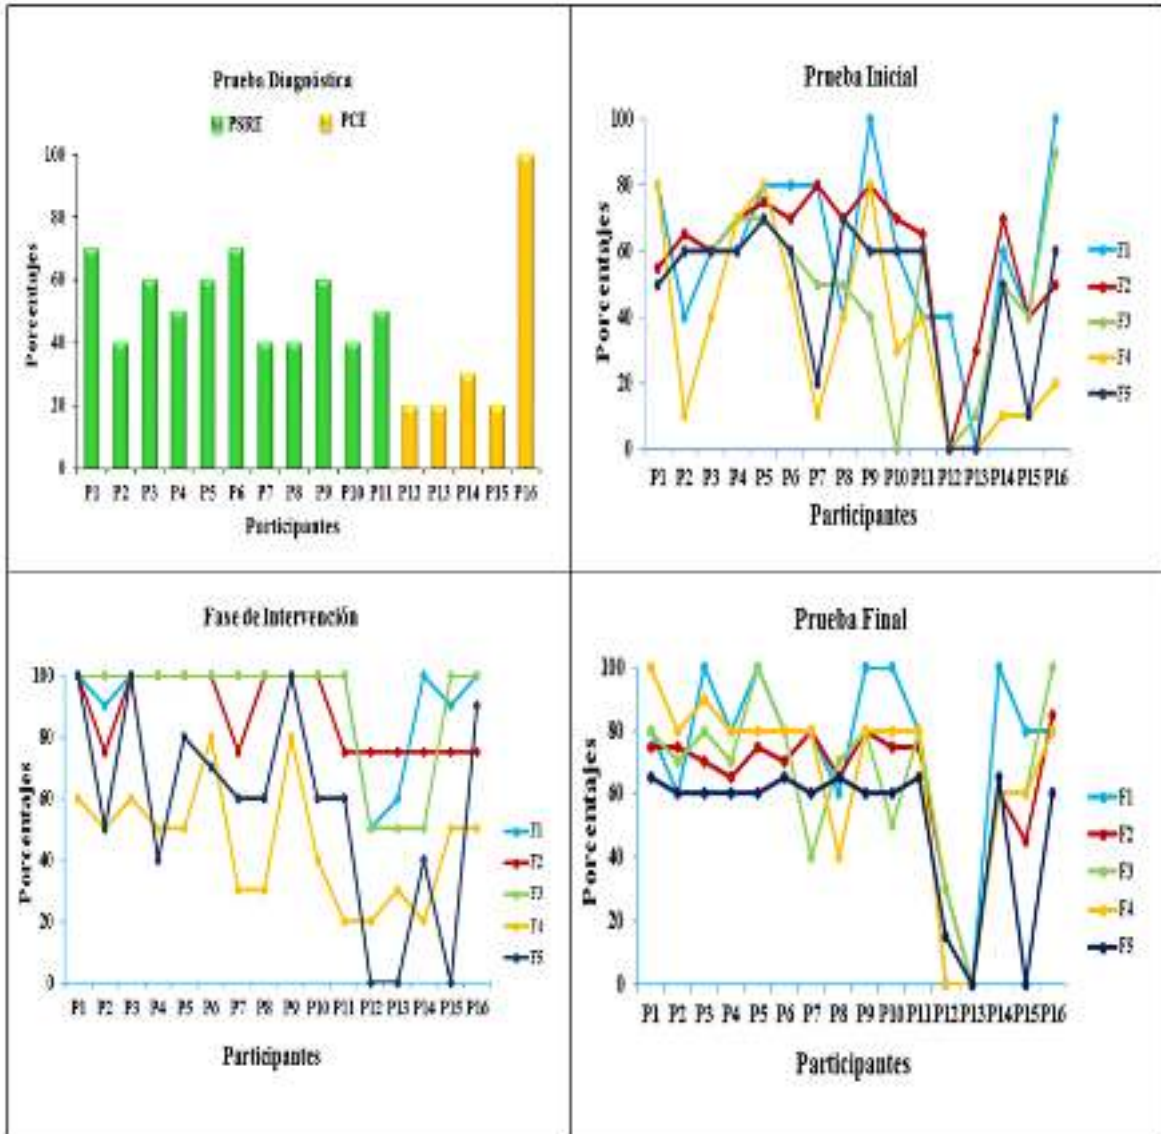 Prueba Diagnóstica
PSRE PCE
100
80
60
40
20
0
Porcentajes
P1 P2 P3 P4 P5 P6 P7 P8 P9 P10 P11 P12 P13 P14 P15 P16
Participantes
Prueba Inicial
100
80
60
40
20
0
Porcentajes
P1 P2 P3 P4 P5 P6 P7 P8 P9 P10 P11 P12 P13 P14 P15 P16
Participantes
F1
F2
F3
F4
F5
Fase de Intervención
100
80
60
40
20
0
Porcentajes
P1 P2 P3 P4 P5 P6 P7 P8 P9 P10 P11 P12 P13 P14 P15 P16
Participantes
F1
F2
F3
F4
F5
Prueba Final
100
80
60
40
20
0
Porcentajes
P1 P2 P3 P4 P5 P6 P7 P8 P9 P10 P11 P12 P13 P14 P15 P16
Participantes
F1
F2
F3
F4
F5